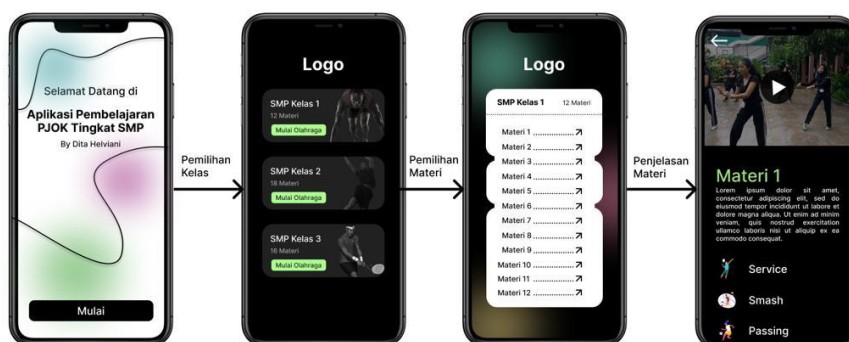 Selamat Datang di
Aplikasi Pembelajaran
PJOK Tingkat SMP
By Dita Helviani
Mulai
Pemilihan
Kelas
Logo
SMP Kelas 1
12 Materi
Mulai Olahraga
SMP Kelas 2
18 Materi
Mulai Olahraga
SMP Kelas 3
16 Materi
Mulai Olahraga
Pemilihan
Materi
Logo
SMP Kelas 1 12 Materi
Materi 1
Materi 2
Materi 3
Materi 4
Materi 5
Materi 6
Materi 7
Materi 8
Materi 9
Materi 10
Materi 11
Materi 12
Penjelasan
Materi
Materi 1
Lorem ipsum dolor sit amet,
consectetur adipiscing elit, sed do
eiusmod tempor incididunt ut labore et
dolore magna aliqua. Ut enim ad minim
veniam, quis nostrud exercitation
ullamco laboris nisi ut aliquip ex ea
commodo consequat.
Service
Smash
Passing